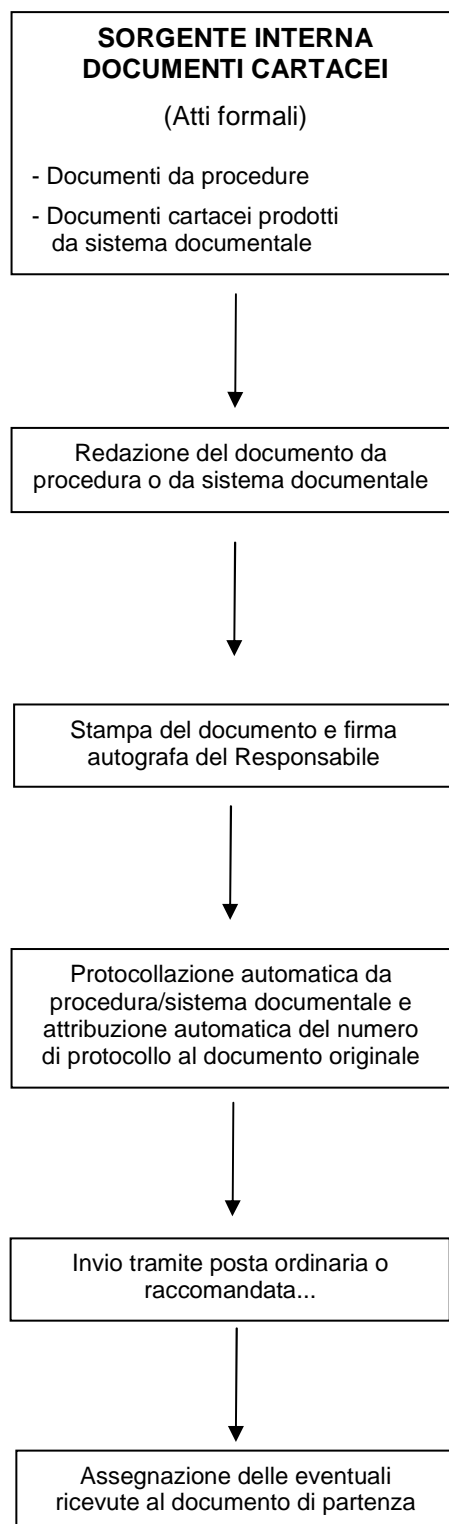 SORGENTE INTERNA
DOCUMENTI CARTACEI
(Atti formali)
- Documenti da procedure
- Documenti cartacei prodotti
da sistema documentale
Redazione del documento da
procedura o da sistema documentale
Stampa del documento e firma
autografa del Responsabile
Protocollazione automatica da
procedura/sistema documentale e
attribuzione automatica del numero
di protocollo al documento originale
Invio tramite posta ordinaria o
raccomandata...
Assegnazione delle eventuali
ricevute al documento di partenza